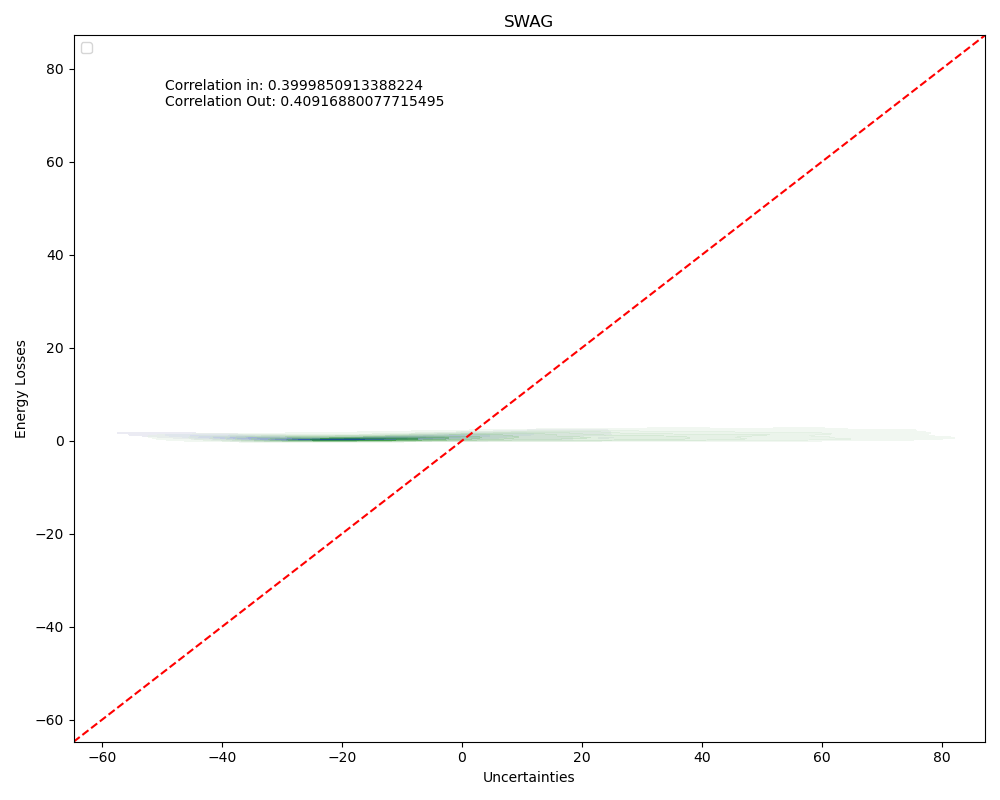 SWAG
Correlation in: 0.3999850913388224
Correlation Out: 0.40916880077715495
80
60
40
20
0
−20
−40
−60
Energy Losses
−60 −40 −20 0 20 40 60 80
Uncertainties